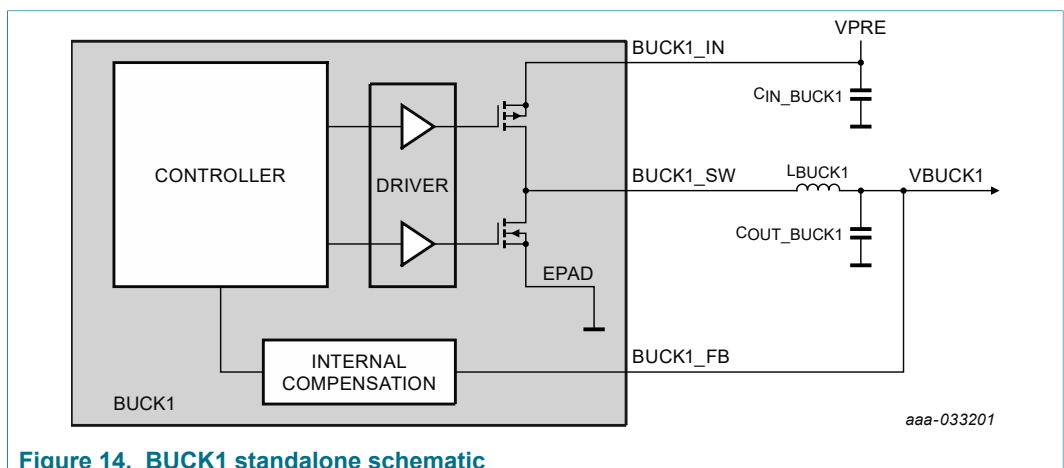 VPRE
BUCK1_IN
CIN_BUCK1
CONTROLLER
DRIVER
BUCK1_SW
LBUCK1
VBUCK1
COUT_BUCK1
EPAD
INTERNAL
COMPENSATION
BUCK1_FB
BUCK1
aaa-033201
Figure 14. BUCK1 standalone schematic